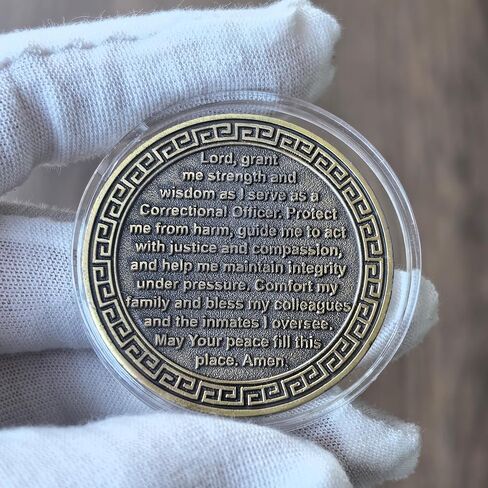 Lord, grant
me strength and
wisdom as I serve as a
Correctional Officer. Protect
me from harm, guide me to act
with justice and compassion,
and help me maintain integrity
under pressure. Comfort my
family and bless my colleagues
and the inmates I oversee.
May Your peace fill this
place. Amen